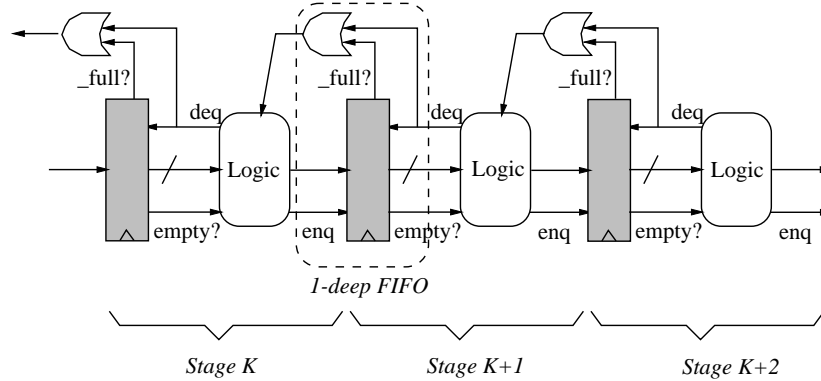 _full?
_full?
_full?
deq
deq
deq
Logic
Logic
Logic
empty?
enq
empty?
enq
empty?
enq
1-deep FIFO
Stage K
Stage K+1
Stage K+2